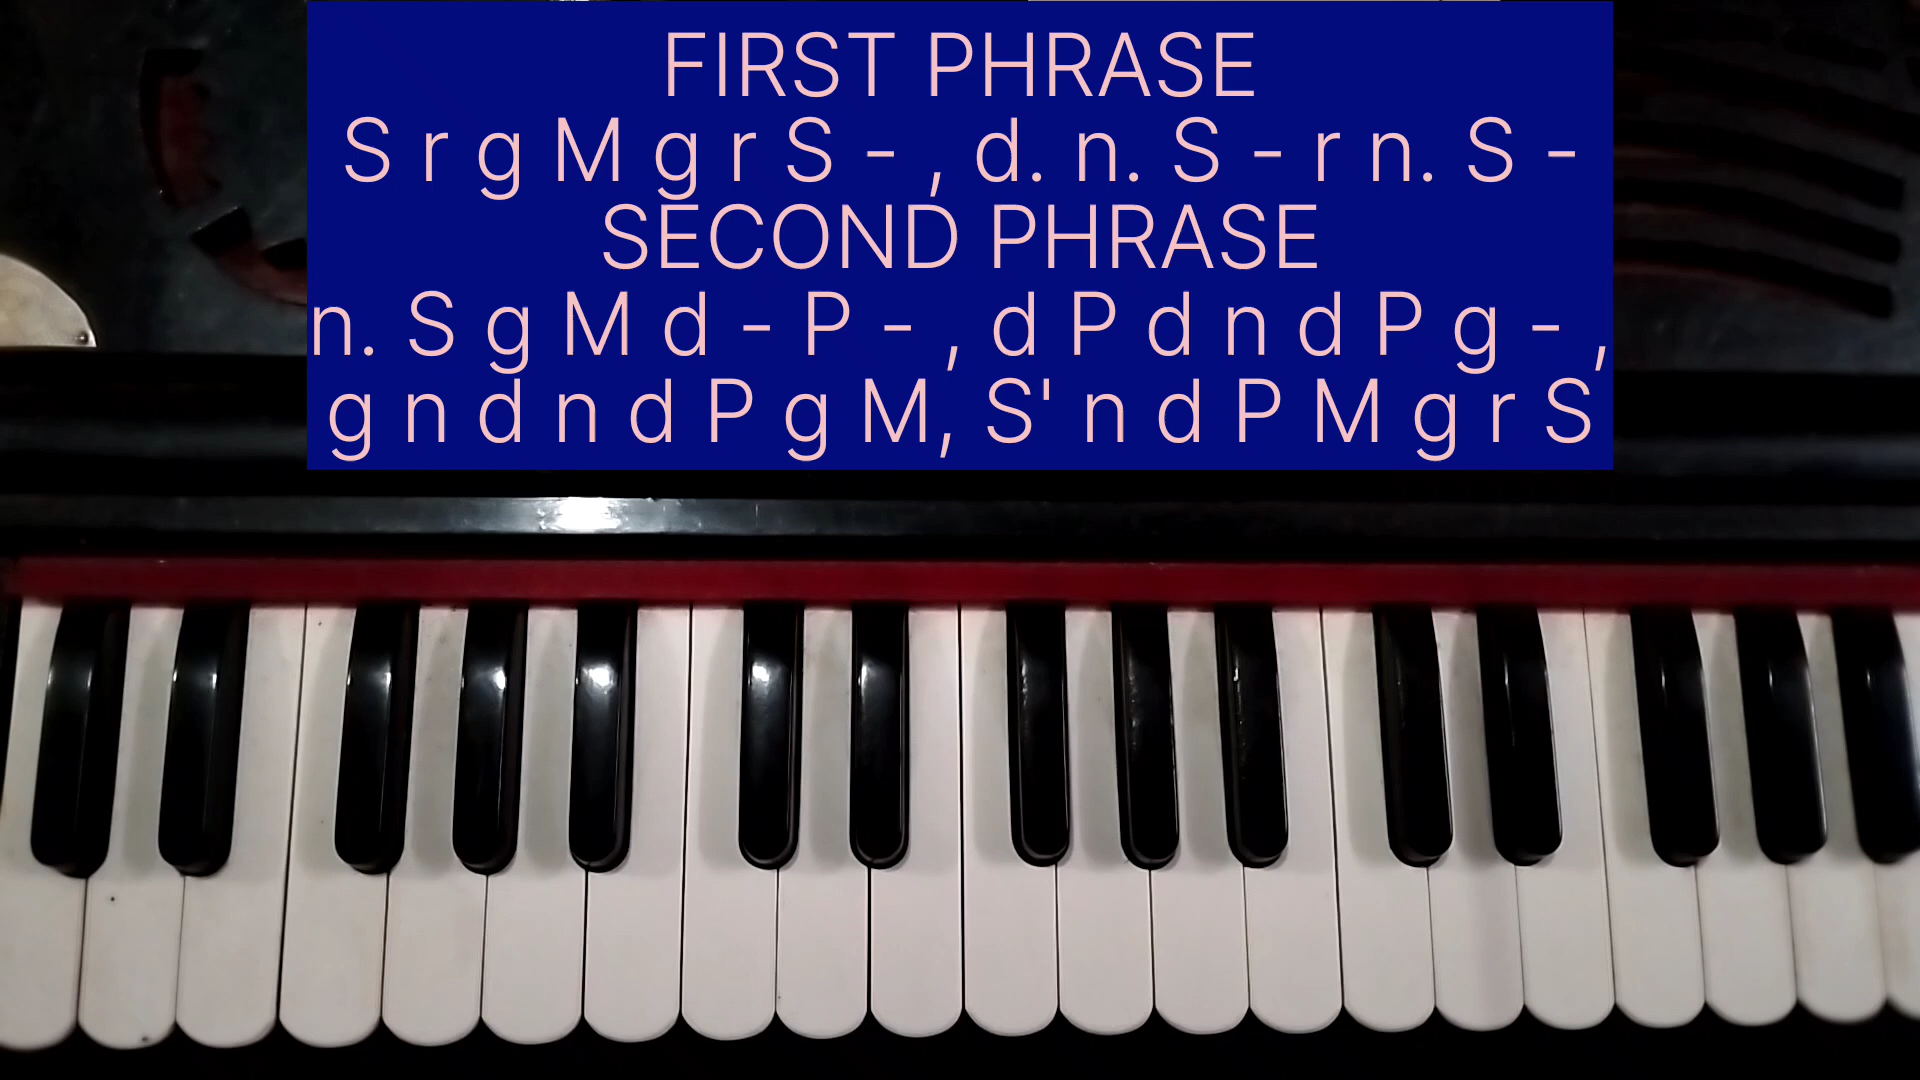 FIRST PHRASE
S r g M g r S - , d. n. S - r n. S -
SECOND PHRASE
n. S g M d - P - , d P d n d P g - ,
g n d n d P g M, S' n d P M g r S